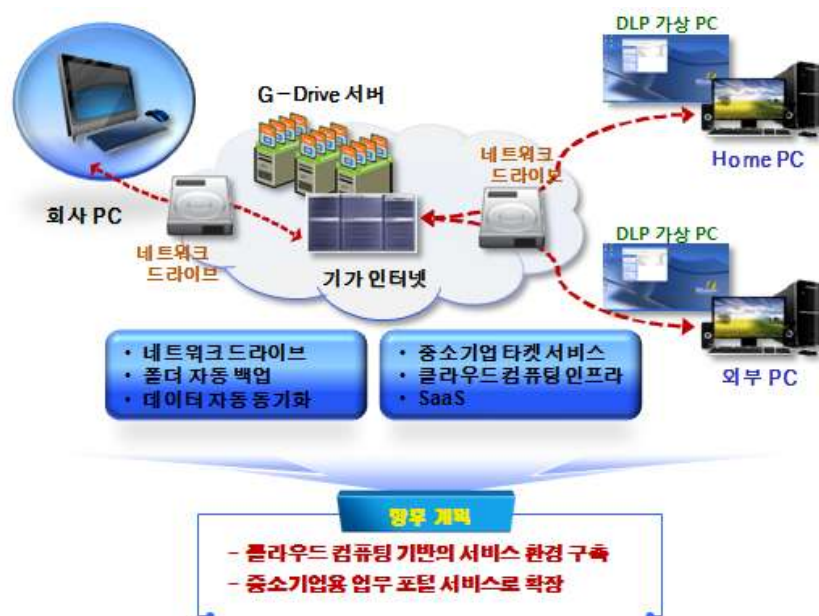 DLP 가상 PC
G-Drive 서버
네트워크
드라이브
Home PC
회사 PC
네트워크
드라이브
기가 인터넷
DLP 가상 PC
외부 PC
• 네트워크 드라이브
• 폴더 자동 백업
• 데이터 자동 동기화
• 중소기업 타켓 서비스
• 클라우드 컴퓨팅 인프라
• SaaS
향후 계획
- 클라우드 컴퓨팅 기반의 서비스 환경 구축
- 중소기업용 업무 포털 서비스로 확장